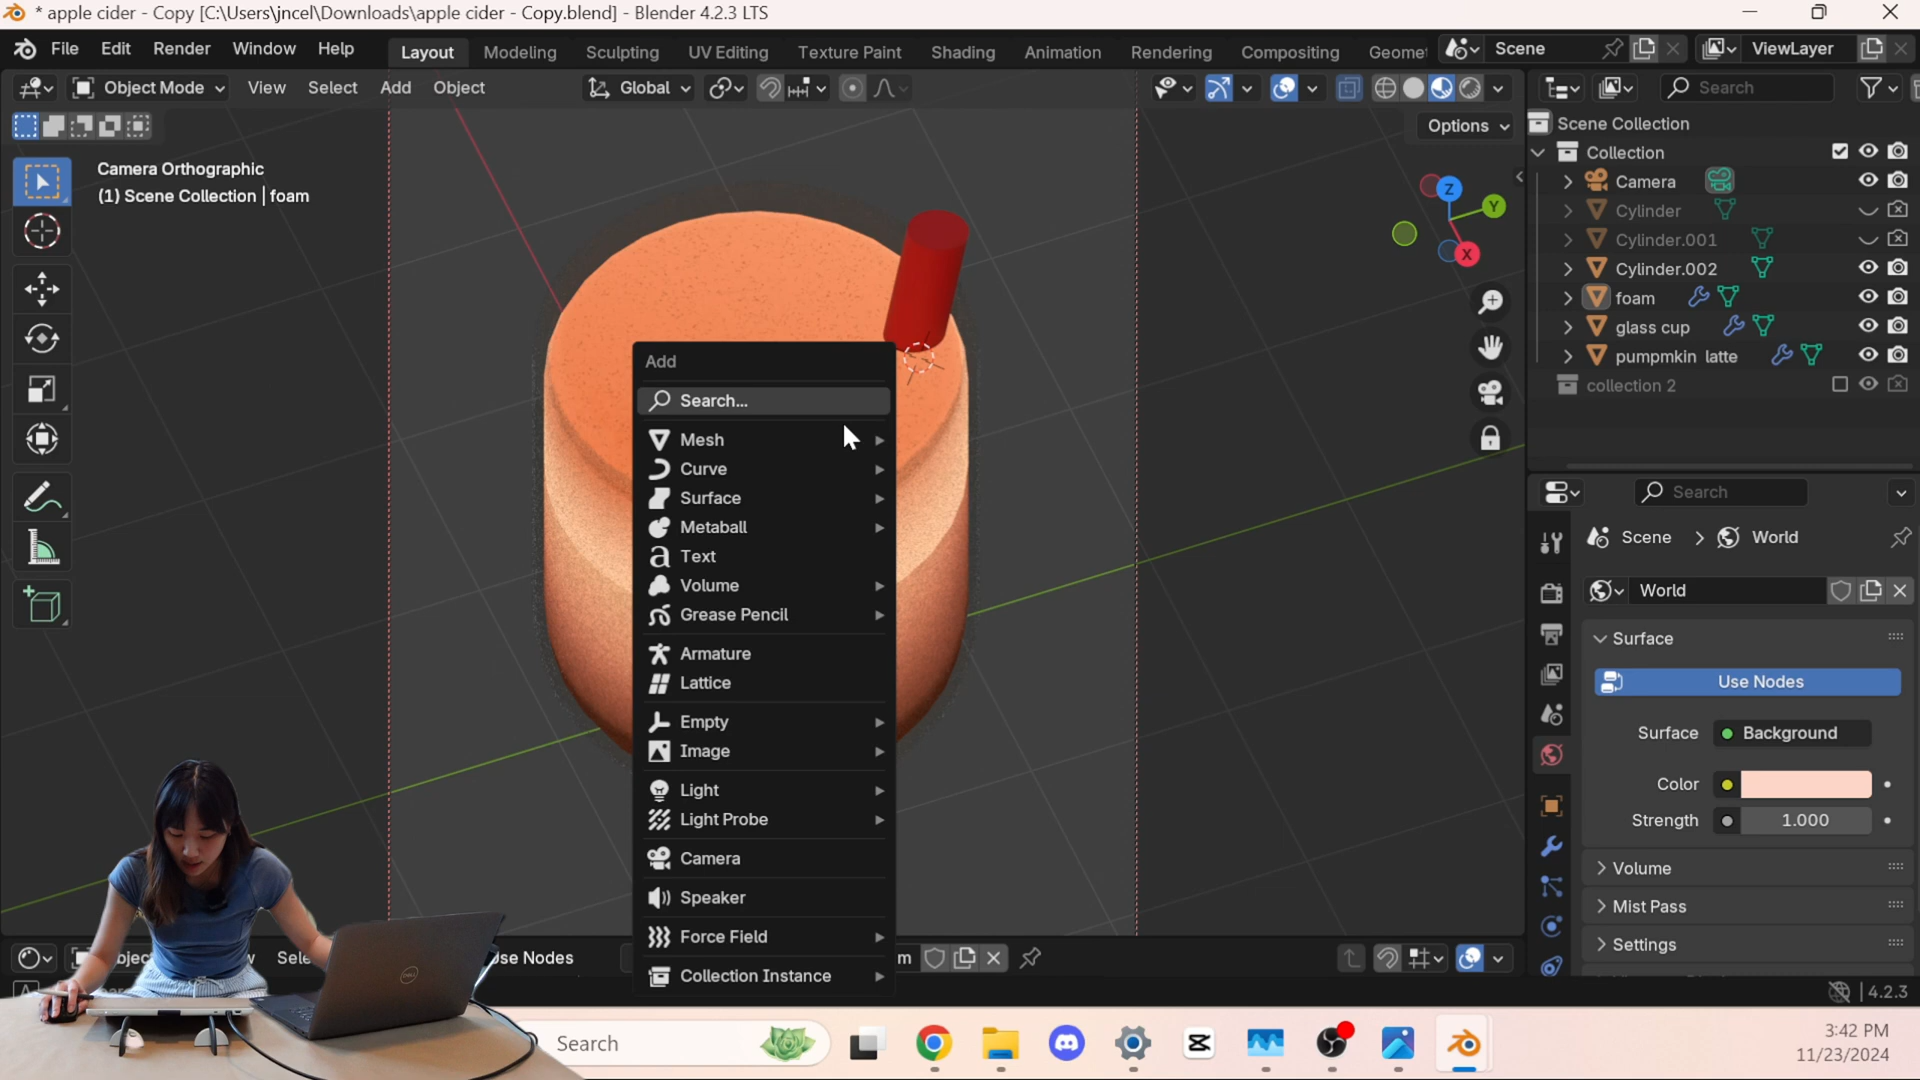 * apple cider - Copy [C:\Users\jncel\Downloads\apple cider - Copy.blend] - Blender 4.2.3 LTS
File Edit Render Window Help Layout Modeling Sculpting UV Editing Texture Paint Shading Animation Rendering Compositing Geomet Scene ViewLayer
Object Mode View Select Add Object Global Search
Options
Camera Orthographic
(1) Scene Collection | foam
Z
Y
X
Scene Collection
Collection
Camera
Cylinder
Cylinder.001
Cylinder.002
foam
glass cup
pumpmkin latte
collection 2
Add
Search...
Mesh
Curve
Surface
Metaball
Text
Volume
Grease Pencil
Armature
Lattice
Empty
Image
Light
Light Probe
Camera
Speaker
Force Field
Collection Instance
Search
Scene > World
World
Surface
Use Nodes
Surface Background
Color
Strength 1.000
Volume
Mist Pass
Settings
Use Nodes
4.2.3
DELL
Search
3:42 PM
11/23/2024